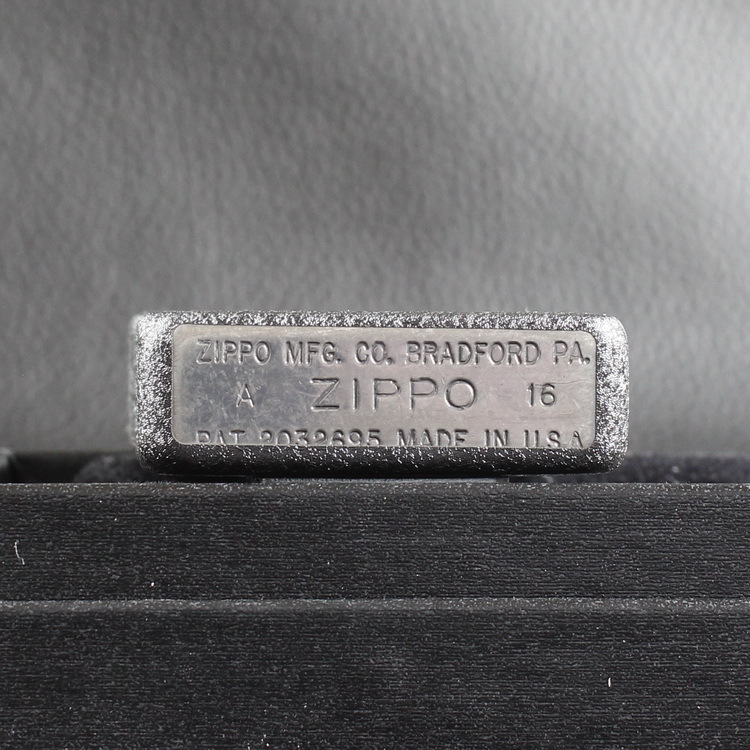 ZIPPO MFG. CO. BRADFORD PA.
A ZIPPO 16
PAT. 2032695 MADE IN U.S.A.